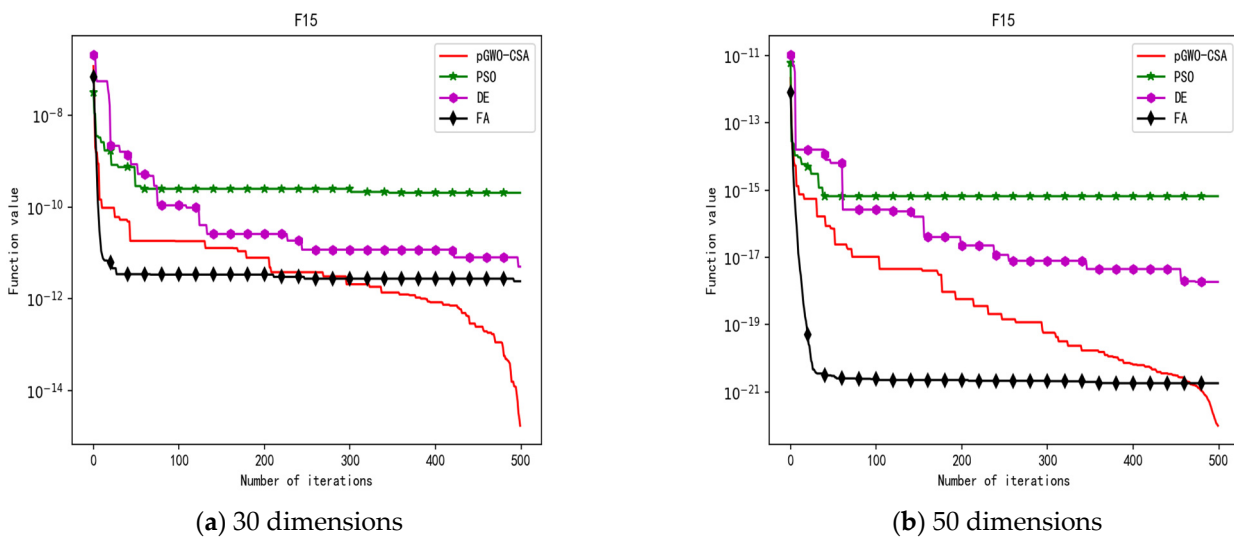 F15
Function value
10⁻⁸
10⁻¹⁰
10⁻¹²
10⁻¹⁴
pGWO-CSA
PSO
DE
FA
0 100 200 300 400 500
Number of iterations
(a) 30 dimensions
F15
Function value
10⁻¹¹
10⁻¹³
10⁻¹⁵
10⁻¹⁷
10⁻¹⁹
10⁻²¹
pGWO-CSA
PSO
DE
FA
0 100 200 300 400 500
Number of iterations
(b) 50 dimensions